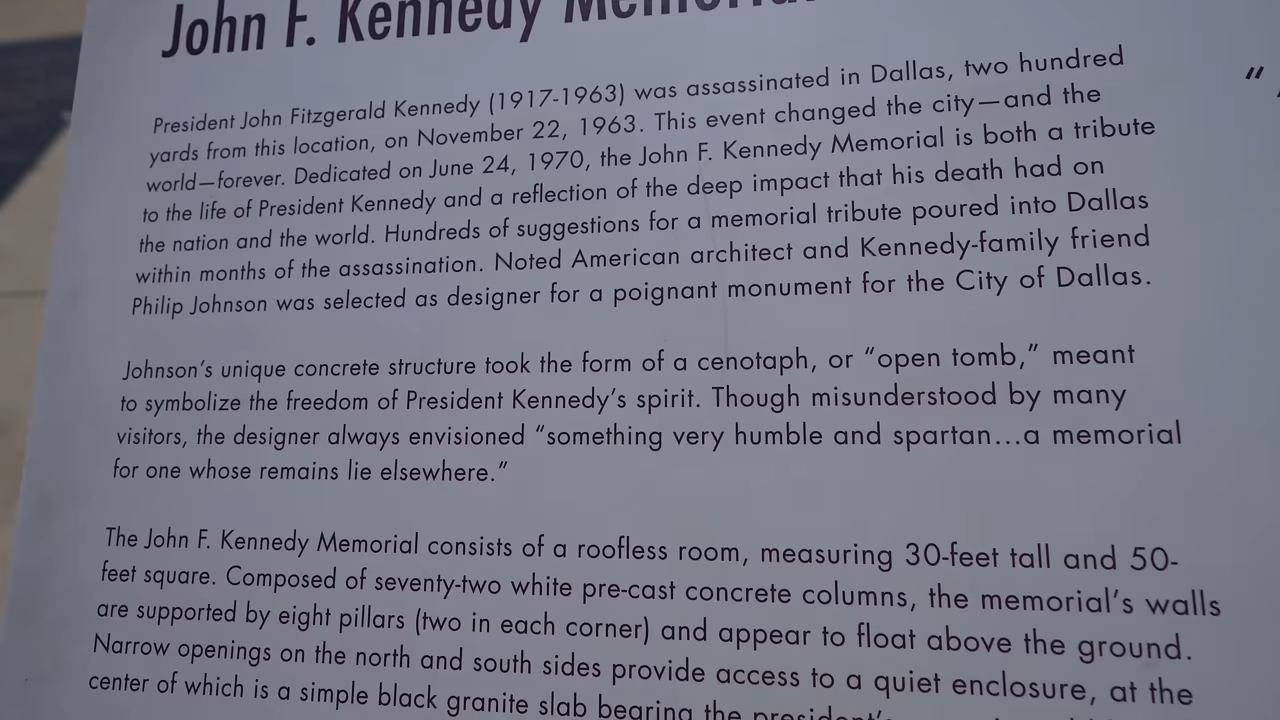 John F. Kennedy Memorial
President John Fitzgerald Kennedy (1917-1963) was assassinated in Dallas, two hundred
yards from this location, on November 22, 1963. This event changed the city—and the
world—forever. Dedicated on June 24, 1970, the John F. Kennedy Memorial is both a tribute
to the life of President Kennedy and a reflection of the deep impact that his death had on
the nation and the world. Hundreds of suggestions for a memorial tribute poured into Dallas
within months of the assassination. Noted American architect and Kennedy-family friend
Philip Johnson was selected as designer for a poignant monument for the City of Dallas.
Johnson’s unique concrete structure took the form of a cenotaph, or “open tomb,” meant
to symbolize the freedom of President Kennedy’s spirit. Though misunderstood by many
visitors, the designer always envisioned “something very humble and spartan...a memorial
for one whose remains lie elsewhere.”
The John F. Kennedy Memorial consists of a roofless room, measuring 30-feet tall and 50-
feet square. Composed of seventy-two white pre-cast concrete columns, the memorial’s walls
are supported by eight pillars (two in each corner) and appear to float above the ground.
Narrow openings on the north and south sides provide access to a quiet enclosure, at the
center of which is a simple black granite slab bearing the president’s